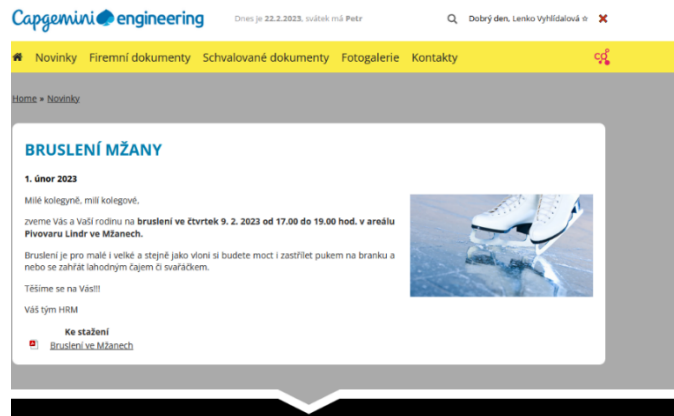 Capgemini engineering
Dnes je 22.2.2023, svátek má Petr
Dobrý den, Lenko Vyhlídalová
Novinky Firemní dokumenty Schvalované dokumenty Fotogalerie Kontakty
Home » Novinky
BRUSLENÍ MŽANY
1. únor 2023
Milé kolegyně, milí kolegové,
zveme Vás a Vaší rodinu na bruslení ve čtvrtek 9. 2. 2023 od 17.00 do 19.00 hod. v areálu
Pivovaru Lindr ve Mžanech.
Bruslení je pro malé i velké a stejně jako vloni si budete moct i zastřílet pukem na branku a
nebo se zahřát lahodným čajem či svařáčkem.
Těšíme se na Vás!!!
Váš tým HRM
Ke stažení
Bruslení ve Mžanech